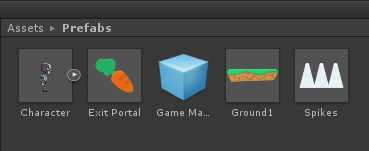 Assets ▸ Prefabs
Character Exit Portal Game Ma... Ground1 Spikes